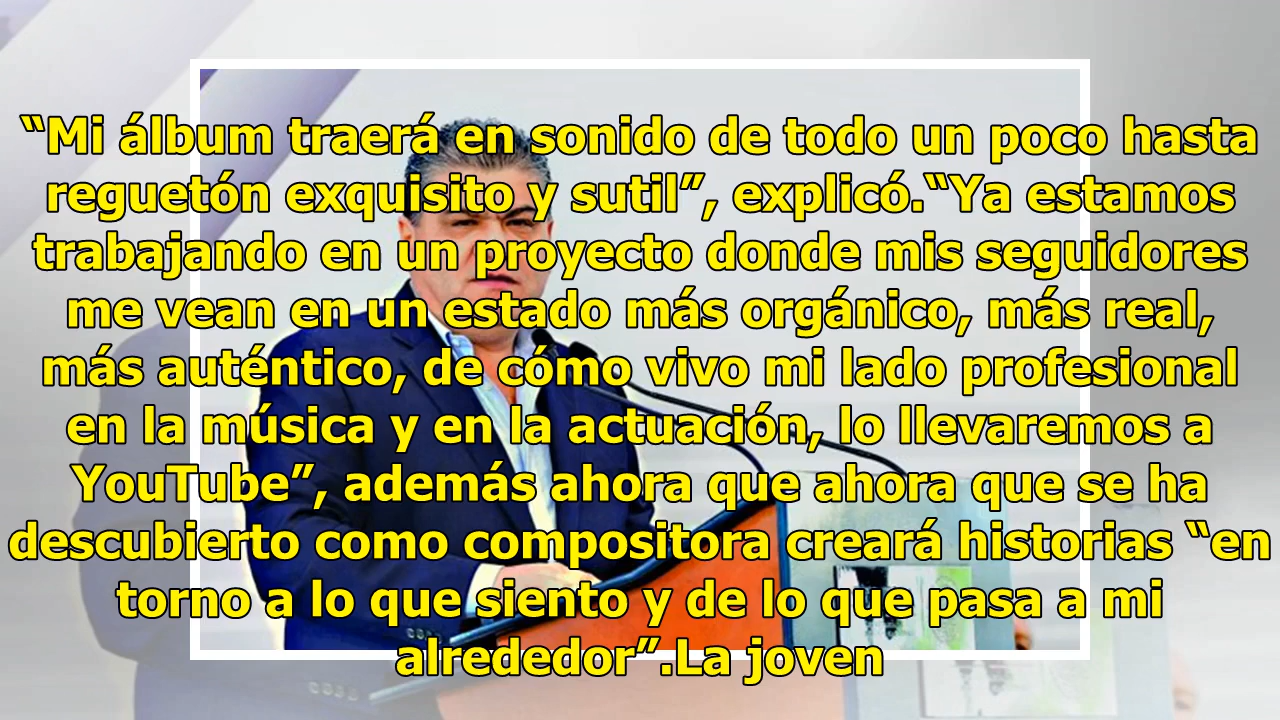 “Mi álbum traerá en sonido de todo un poco hasta
reguetón exquisito y sutil”, explicó.“Ya estamos
trabajando en un proyecto donde mis seguidores
me vean en un estado más orgánico, más real,
más auténtico, de cómo vivo mi lado profesional
en la música y en la actuación, lo llevaremos a
YouTube”, además ahora que ahora que se ha
descubierto como compositora creará historias “en
torno a lo que siento y de lo que pasa a mi
alrededor”.La joven